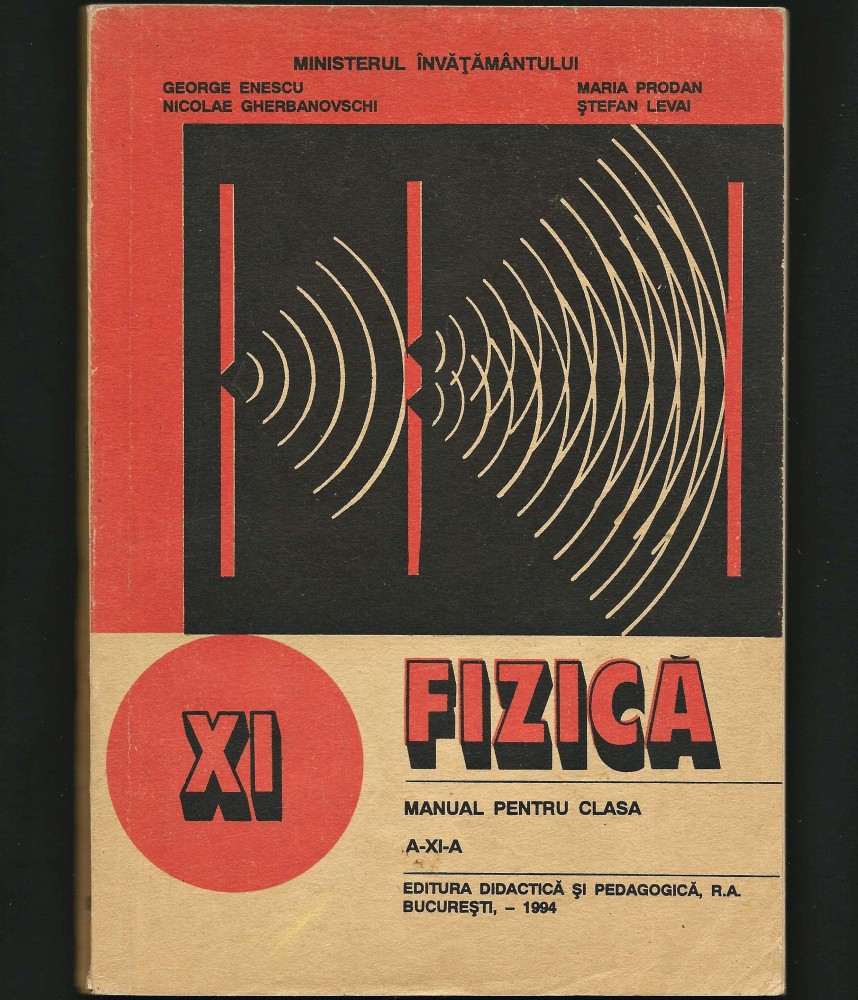 MINISTERUL ÎNVĂŢĂMÂNTULUI
GEORGE ENESCU
NICOLAE GHERBANOVSCHI
MARIA PRODAN
ŞTEFAN LEVAI
XI
FIZICĂ
MANUAL PENTRU CLASA
A-XI-A
EDITURA DIDACTICĂ ŞI PEDAGOGICĂ, R.A.
BUCUREŞTI, – 1994